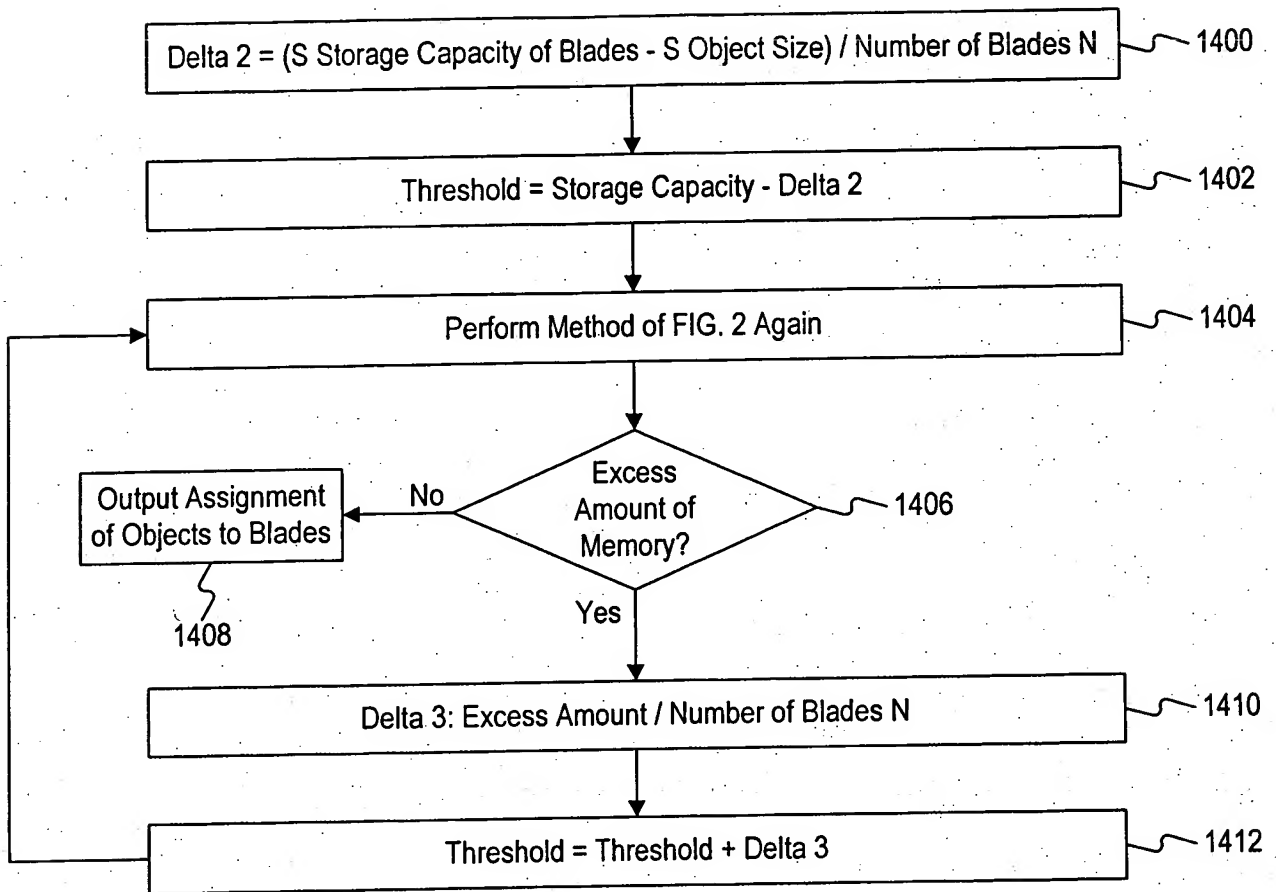 Delta 2 = (S Storage Capacity of Blades - S Object Size) / Number of Blades N
1400
Threshold = Storage Capacity - Delta 2
1402
Perform Method of FIG. 2 Again
1404
Excess
Amount of
Memory?
1406
No
Output Assignment
of Objects to Blades
1408
Yes
Delta 3: Excess Amount / Number of Blades N
1410
Threshold = Threshold + Delta 3
1412